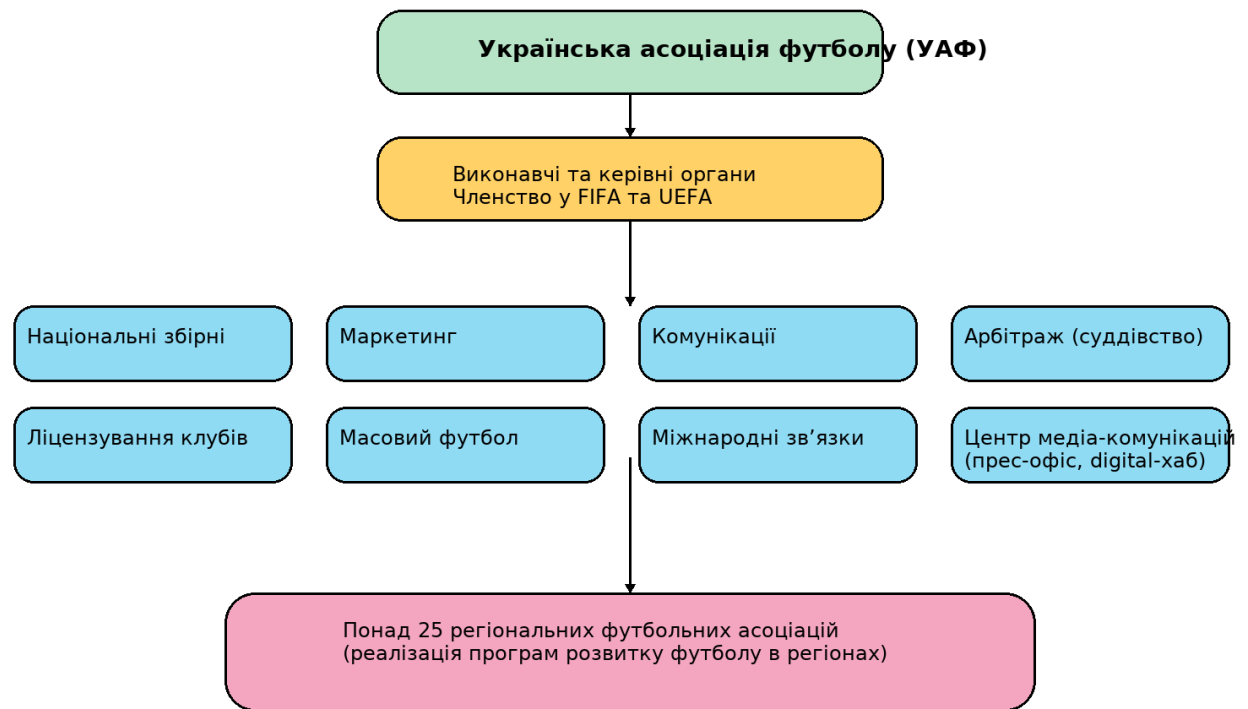 Українська асоціація футболу (УАФ)
Виконавчі та керівні органи
Членство у FIFA та UEFA
Національні збірні
Маркетинг
Комунікації
Арбітраж (суддівство)
Ліцензування клубів
Масовий футбол
Міжнародні зв’язки
Центр медіа-комунікацій
(прес-офіс, digital-хаб)
Понад 25 регіональних футбольних асоціацій
(реалізація програм розвитку футболу в регіонах)